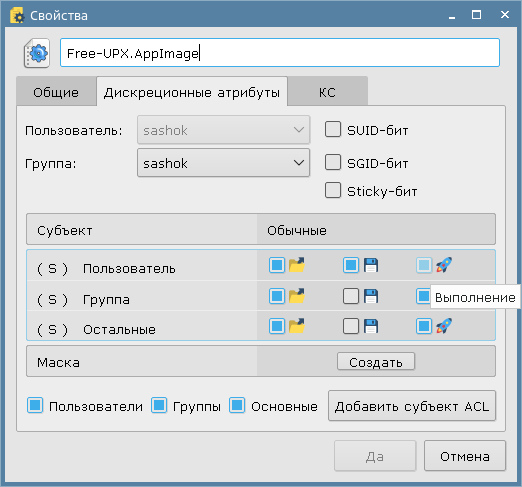 Свойства
Free-UPX.AppImage
Общие Дискреционные атрибуты КС
Пользователь: sashok SUID-бит
Группа: sashok SGID-бит
Sticky-бит
Субъект Обычные
( S ) Пользователь
( S ) Группа
Выполнение
( S ) Остальные
Маска Создать
Пользователи Группы Основные Добавить субъект ACL
Да Отмена